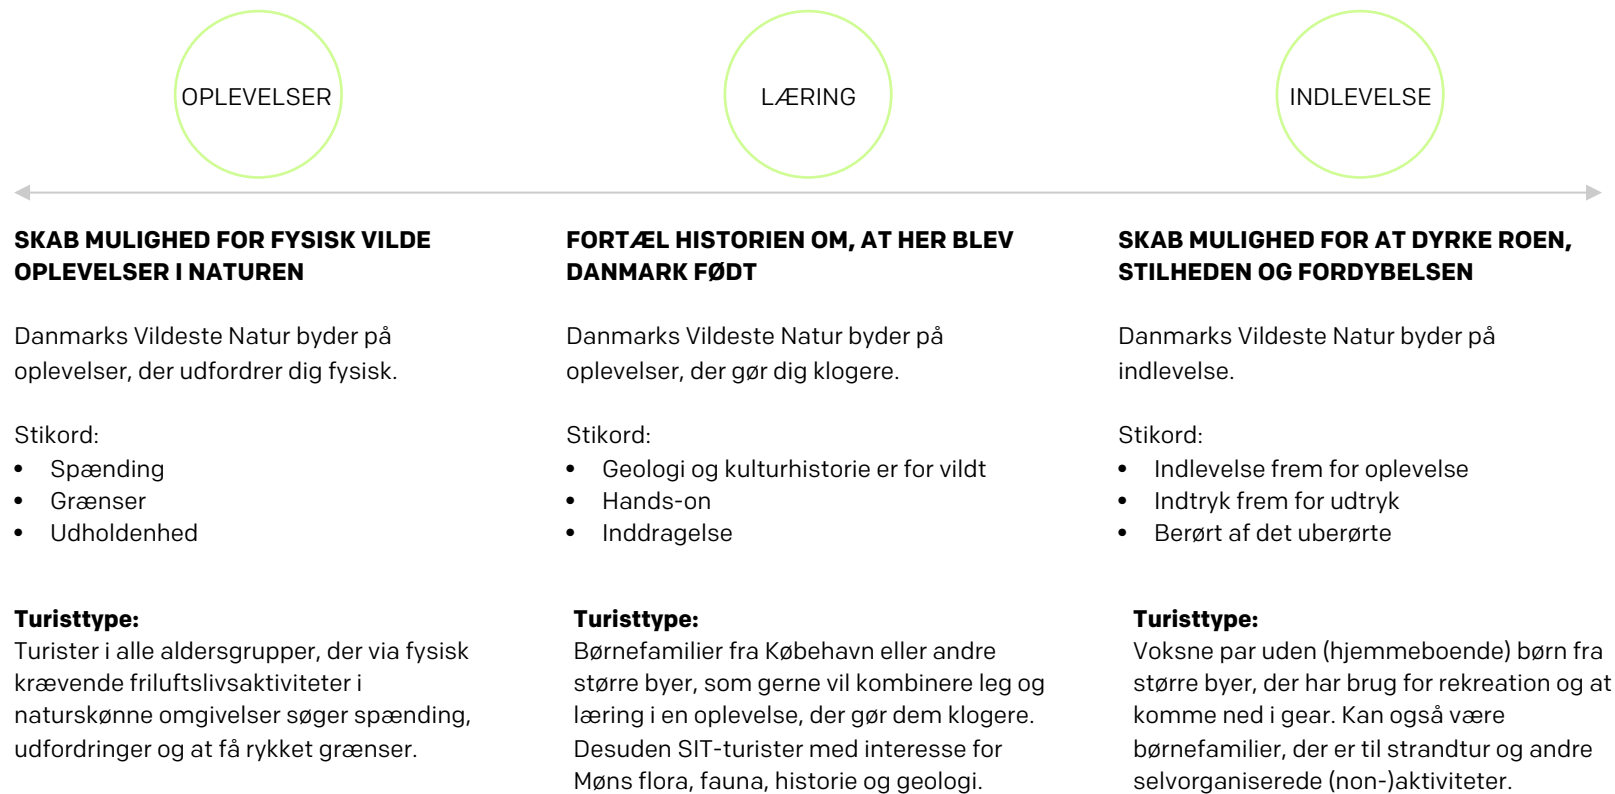 OPLEVELSER
LÆRING
INDLEVELSE
SKAB MULIGHED FOR FYSISK VILDE
OPLEVELSER I NATUREN
Danmarks Vildeste Natur byder på
oplevelser, der udfordrer dig fysisk.
Stikord:
• Spænding
• Grænser
• Udholdenhed
Turisttype:
Turister i alle aldersgrupper, der via fysisk
krævende friluftslivsaktiviteter i
naturskønne omgivelser søger spænding,
udfordringer og at få rykket grænser.
FORTÆL HISTORIEN OM, AT HER BLEV
DANMARK FØDT
Danmarks Vildeste Natur byder på
oplevelser, der gør dig klogere.
Stikord:
• Geologi og kulturhistorie er for vildt
• Hands-on
• Inddragelse
Turisttype:
Børnefamilier fra Købehavn eller andre
større byer, som gerne vil kombinere leg og
læring i en oplevelse, der gør dem klogere.
Desuden SIT-turister med interesse for
Møns flora, fauna, historie og geologi.
SKAB MULIGHED FOR AT DYRKE ROEN,
STILHEDEN OG FORDYBELSEN
Danmarks Vildeste Natur byder på
indlevelse.
Stikord:
• Indlevelse frem for oplevelse
• Indtryk frem for udtryk
• Berørt af det uberørte
Turisttype:
Voksne par uden (hjemmeboende) børn fra
større byer, der har brug for rekreation og at
komme ned i gear. Kan også være
børnefamilier, der er til strandtur og andre
selvorganiserede (non-)aktiviteter.